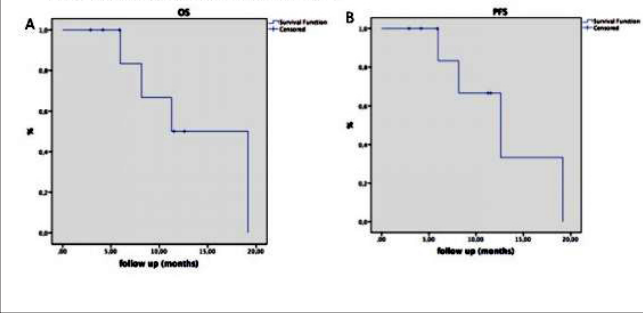 A
OS
Survival Function
Censored
1,0
0,8
0,6
0,4
0,2
0,0
%
,00
5,00
10,00
15,00
20,00
follow up (months)
B
PFS
Survival Function
Censored
1,0
0,8
0,6
0,4
0,2
0,0
%
,00
5,00
10,00
15,00
20,00
follow up (months)